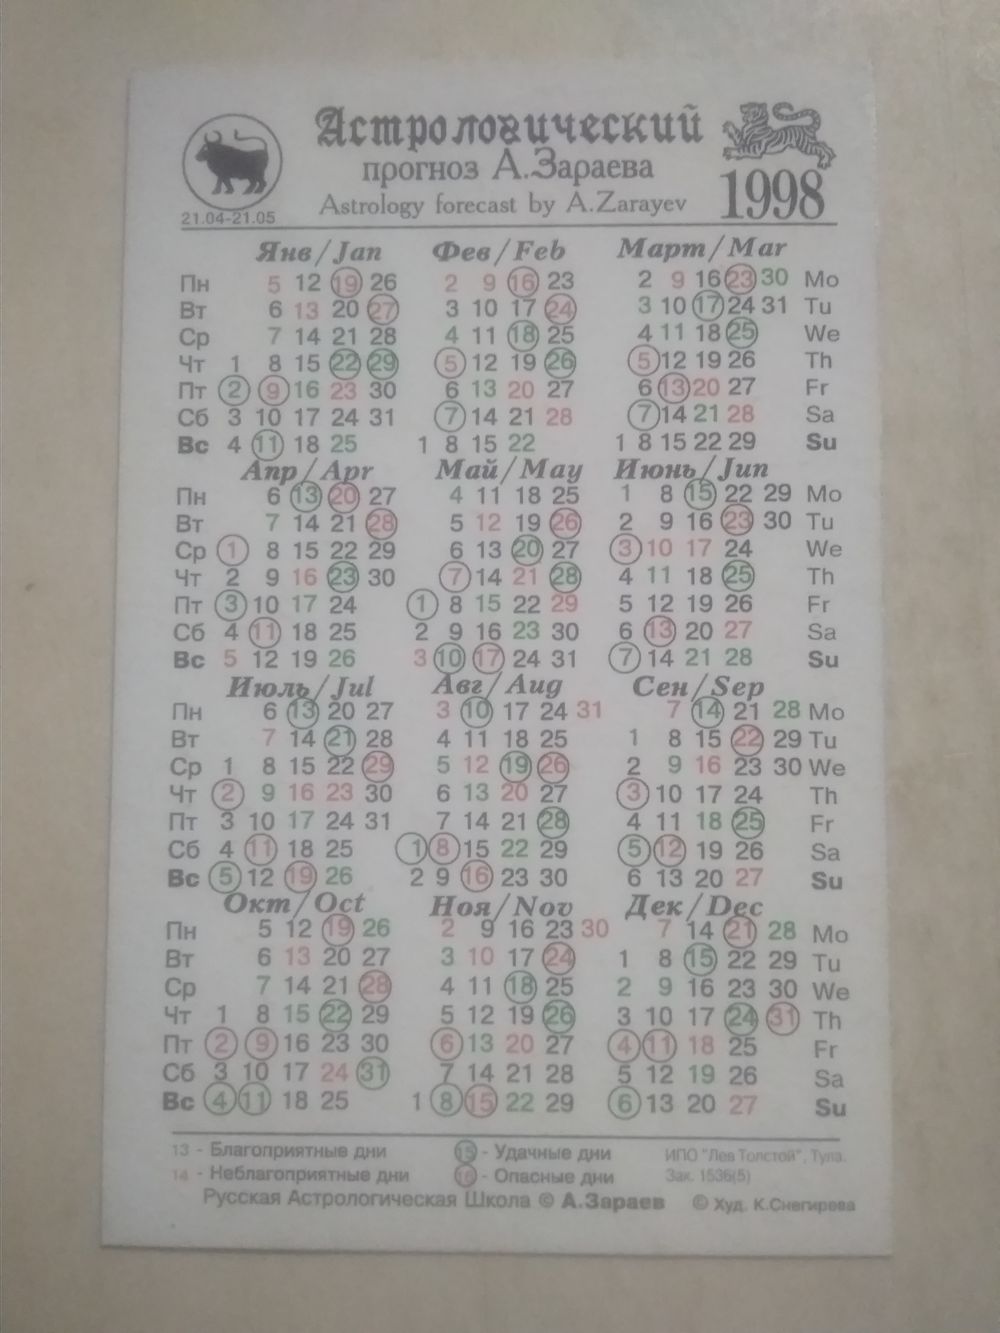 Астрологический
прогноз А.Зараева
Astrology forecast by A.Zarayev
21.04-21.05
1998
Янв/Jan Фев/Feb Март/Mar
Пн 5 12 19 26 2 9 16 23 2 9 16 23 30 Mo
Вт 6 13 20 27 3 10 17 24 3 10 17 24 31 Tu
Ср 7 14 21 28 4 11 18 25 4 11 18 25 We
Чт 1 8 15 22 29 5 12 19 26 5 12 19 26 Th
Пт 2 9 16 23 30 6 13 20 27 6 13 20 27 Fr
Сб 3 10 17 24 31 7 14 21 28 7 14 21 28 Sa
Вс 4 11 18 25 1 8 15 22 1 8 15 22 29 Su
Апр/Apr Май/May Июнь/Jun
Пн 6 13 20 27 4 11 18 25 1 8 15 22 29 Mo
Вт 7 14 21 28 5 12 19 26 2 9 16 23 30 Tu
Ср 1 8 15 22 29 6 13 20 27 3 10 17 24 We
Чт 2 9 16 23 30 7 14 21 28 4 11 18 25 Th
Пт 3 10 17 24 1 8 15 22 29 5 12 19 26 Fr
Сб 4 11 18 25 2 9 16 23 30 6 13 20 27 Sa
Вс 5 12 19 26 3 10 17 24 31 7 14 21 28 Su
Июль/Jul Авг/Aug Сен/Sep
Пн 6 13 20 27 3 10 17 24 31 7 14 21 28 Mo
Вт 7 14 21 28 4 11 18 25 1 8 15 22 29 Tu
Ср 1 8 15 22 29 5 12 19 26 2 9 16 23 30 We
Чт 2 9 16 23 30 6 13 20 27 3 10 17 24 Th
Пт 3 10 17 24 31 7 14 21 28 4 11 18 25 Fr
Сб 4 11 18 25 1 8 15 22 29 5 12 19 26 Sa
Вс 5 12 19 26 2 9 16 23 30 6 13 20 27 Su
Окт/Oct Ноя/Nov Дек/Dec
Пн 5 12 19 26 2 9 16 23 30 7 14 21 28 Mo
Вт 6 13 20 27 3 10 17 24 1 8 15 22 29 Tu
Ср 7 14 21 28 4 11 18 25 2 9 16 23 30 We
Чт 1 8 15 22 29 5 12 19 26 3 10 17 24 31 Th
Пт 2 9 16 23 30 6 13 20 27 4 11 18 25 Fr
Сб 3 10 17 24 31 7 14 21 28 5 12 19 26 Sa
Вс 4 11 18 25 1 8 15 22 29 6 13 20 27 Su
13 - Благоприятные дни 15 - Удачные дни ИПО "Лев Толстой", Тула.
14 - Неблагоприятные дни 16 - Опасные дни Зак. 1536(5)
Русская Астрологическая Школа © А.Зараев © Худ. К.Снегирева